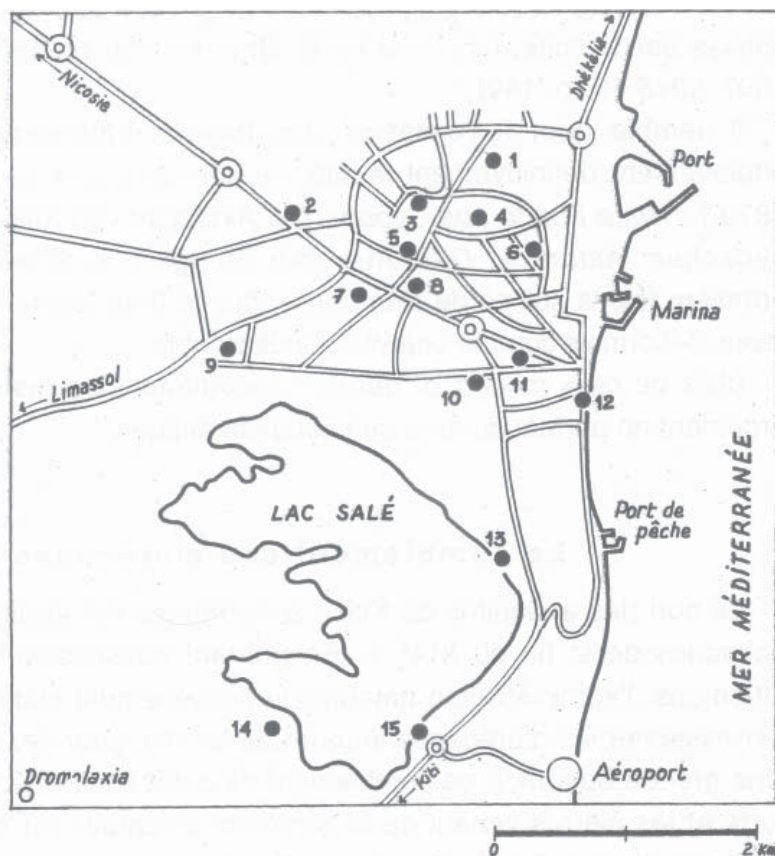 Nicosie
Dhékélia
Port
1
2
3
4
5
6
7
8
Marina
9
10
11
12
Limassol
LAC SALÉ
13
Port de
pêche
MER MÉDITERRANÉE
14
15
Kiti
Aéroport
Dromolaxia
0
2 Km